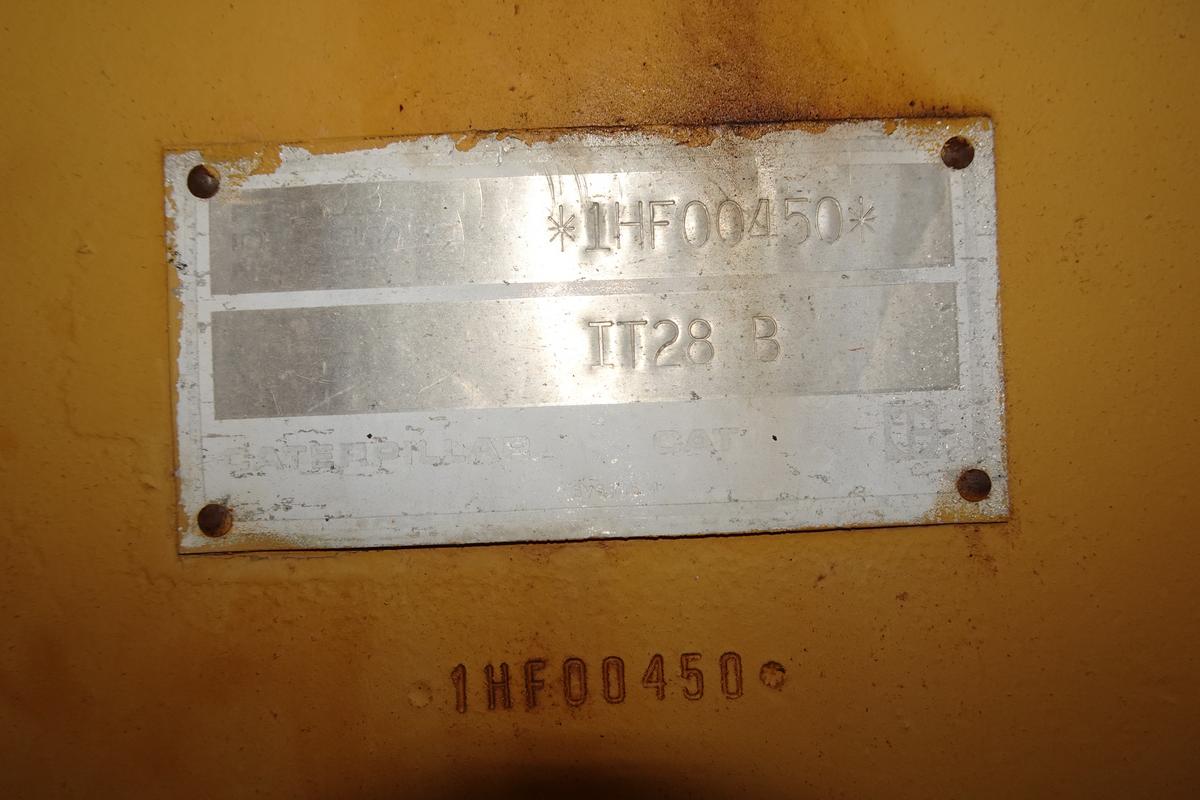 *1HF00450*
IT28 B
CATERPILLAR CAT
1HF00450